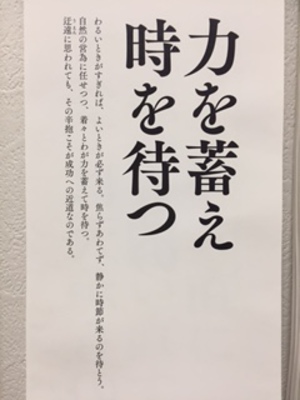 力を蓄え
時を待つ
わるいときがすぎれば、よいときが必ず来る。焦らずあわてず、静かに時節が来るのを待とう。
自然の営為に任せつつ、着々とわが力を蓄えて時を待つ、
迂遠に思われても、その辛抱こそが成功への近道なのである。